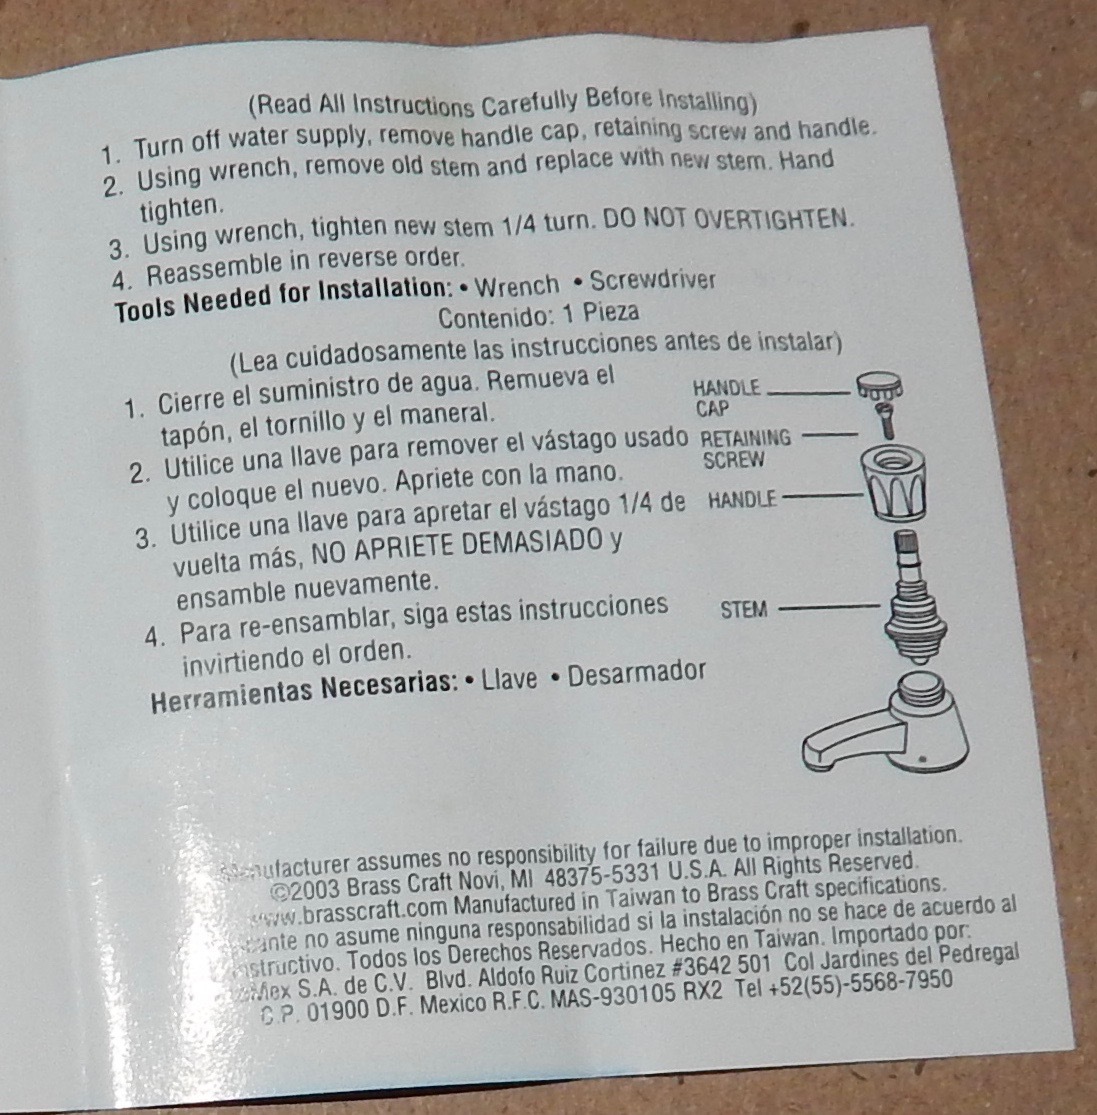 (Read All Instructions Carefully Before Installing)
1. Turn off water supply, remove handle cap, retaining screw and handle.
2. Using wrench, remove old stem and replace with new stem. Hand
tighten.
3. Using wrench, tighten new stem 1/4 turn. DO NOT OVERTIGHTEN.
4. Reassemble in reverse order.
Tools Needed for Installation: • Wrench • Screwdriver
Contenido: 1 Pieza
(Lea cuidadosamente las instrucciones antes de instalar)
1. Cierre el suministro de agua. Remueva el
tapón, el tornillo y el maneral.
2. Utilice una llave para remover el vástago usado
y coloque el nuevo. Apriete con la mano.
3. Utilice una llave para apretar el vástago 1/4 de
vuelta más, NO APRIETE DEMASIADO y
ensamble nuevamente.
4. Para re-ensamblar, siga estas instrucciones
invirtiendo el orden.
Herramientas Necesarias: • Llave • Desarmador
HANDLE
CAP
RETAINING
SCREW
HANDLE
STEM
Manufacturer assumes no responsibility for failure due to improper installation.
©2003 Brass Craft Novi, MI 48375-5331 U.S.A. All Rights Reserved.
www.brasscraft.com Manufactured in Taiwan to Brass Craft specifications.
no asume ninguna responsabilidad si la instalación no se hace de acuerdo al
Todos los Derechos Reservados. Hecho en Taiwan. Importado por:
S.A. de C.V. Blvd. Aldofo Ruiz Cortinez #3642 501 Col Jardines del Pedregal
C.P. 01900 D.F. Mexico R.F.C. MAS-930105 RX2 Tel +52(55)-5568-7950